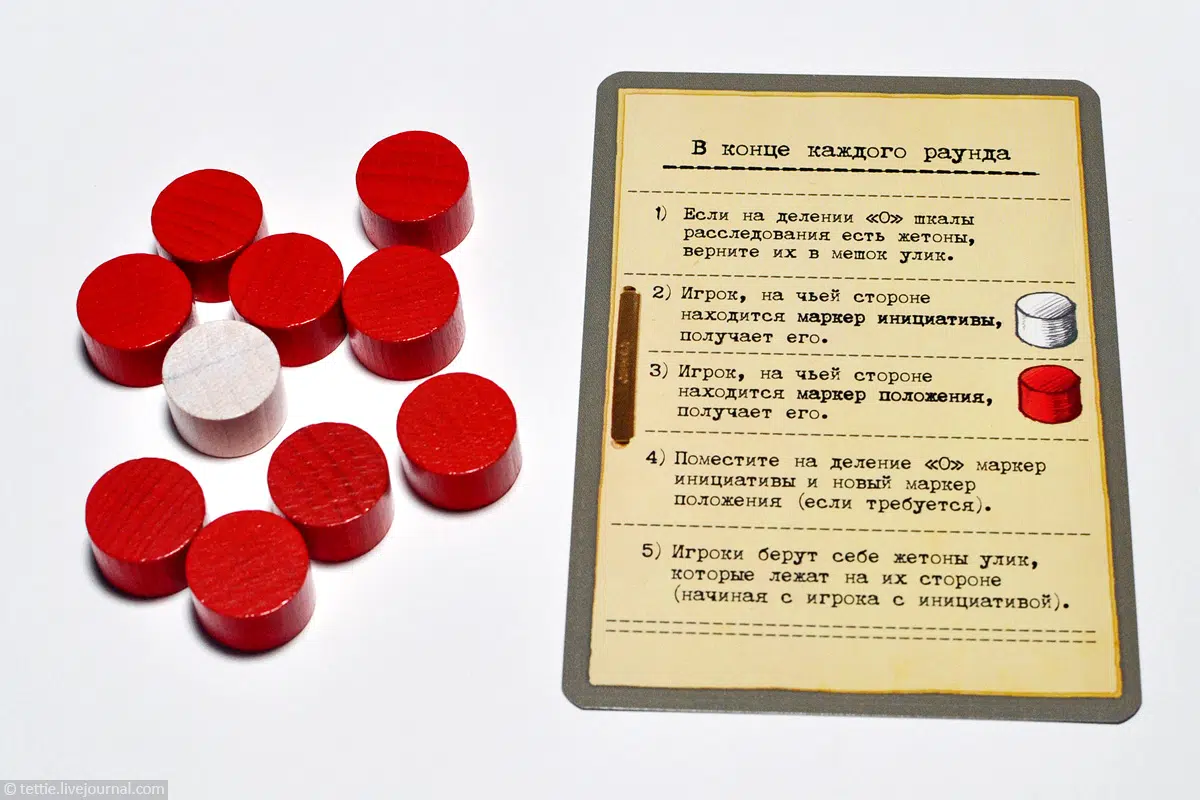 В конце каждого раунда
1) Если на делении «О» шкалы
расследования есть жетоны,
верните их в мешок улик.
2) Игрок, на чьей стороне
находится маркер инициативы,
получает его.
3) Игрок, на чьей стороне
находится маркер положения,
получает его.
4) Поместите на деление «О» маркер
инициативы и новый маркер
положения (если требуется).
5) Игроки берут себе жетоны улик,
которые лежат на их стороне
(начиная с игрока с инициативой).
© tettie.livejournal.com